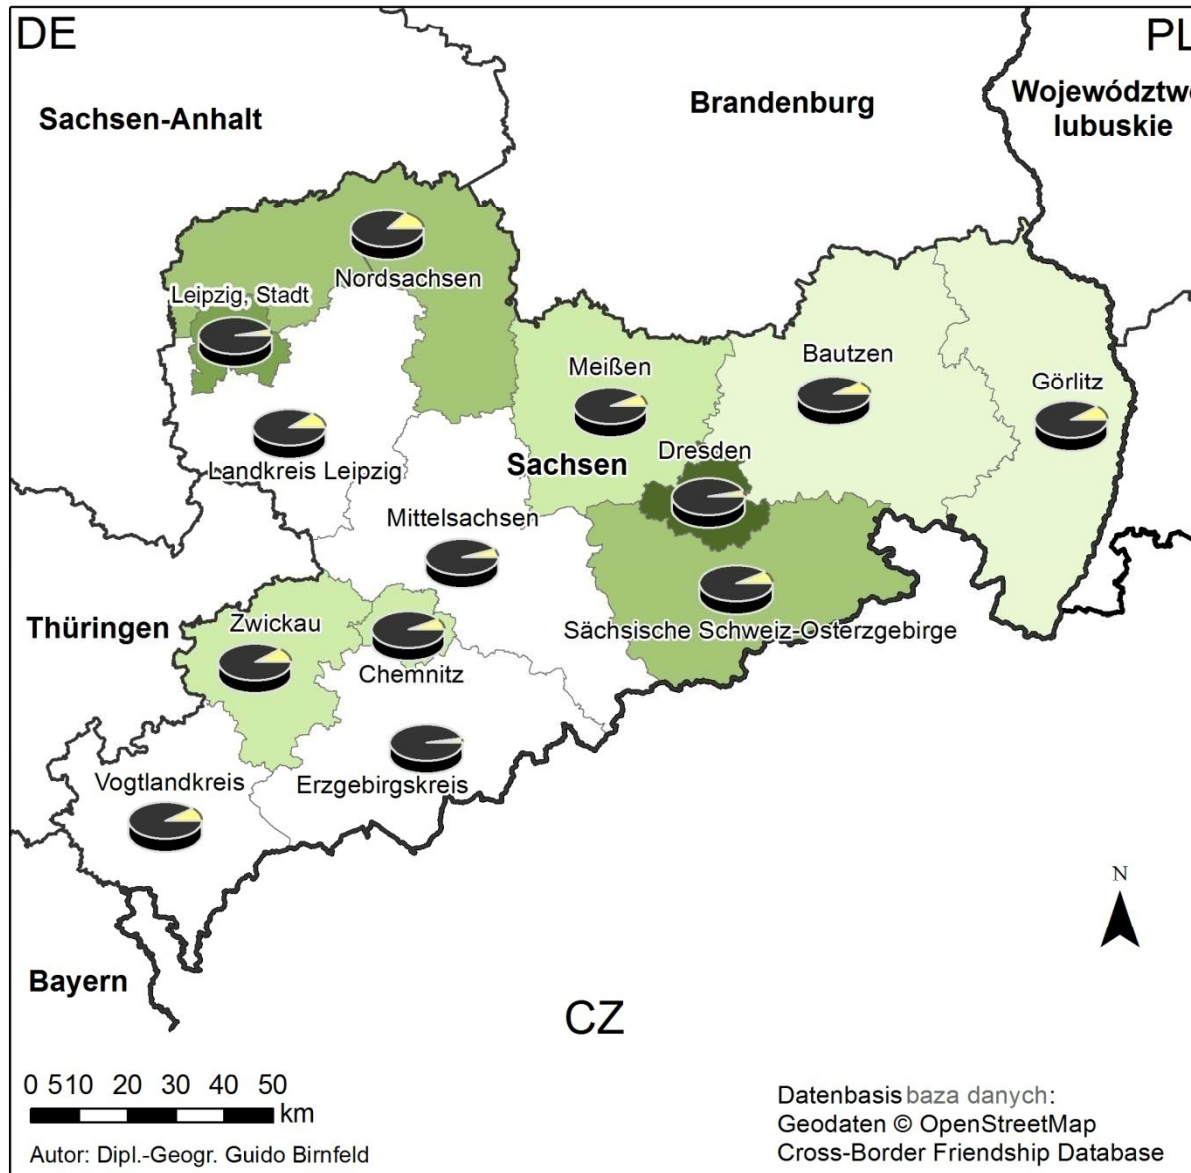 DE
PL
Sachsen-Anhalt
Brandenburg
Województwo
lubuskie
Nordsachsen
Leipzig, Stadt
Meißen
Bautzen
Görlitz
Landkreis Leipzig
Sachsen
Dresden
Mittelsachsen
Thüringen
Zwickau
Chemnitz
Sächsische Schweiz-Osterzgebirge
Vogtlandkreis
Erzgebirgskreis
N
Bayern
CZ
0 510 20 30 40 50
km
Autor: Dipl.-Geogr. Guido Birnfeld
Datenbasis baza danych:
Geodaten © OpenStreetMap
Cross-Border Friendship Database